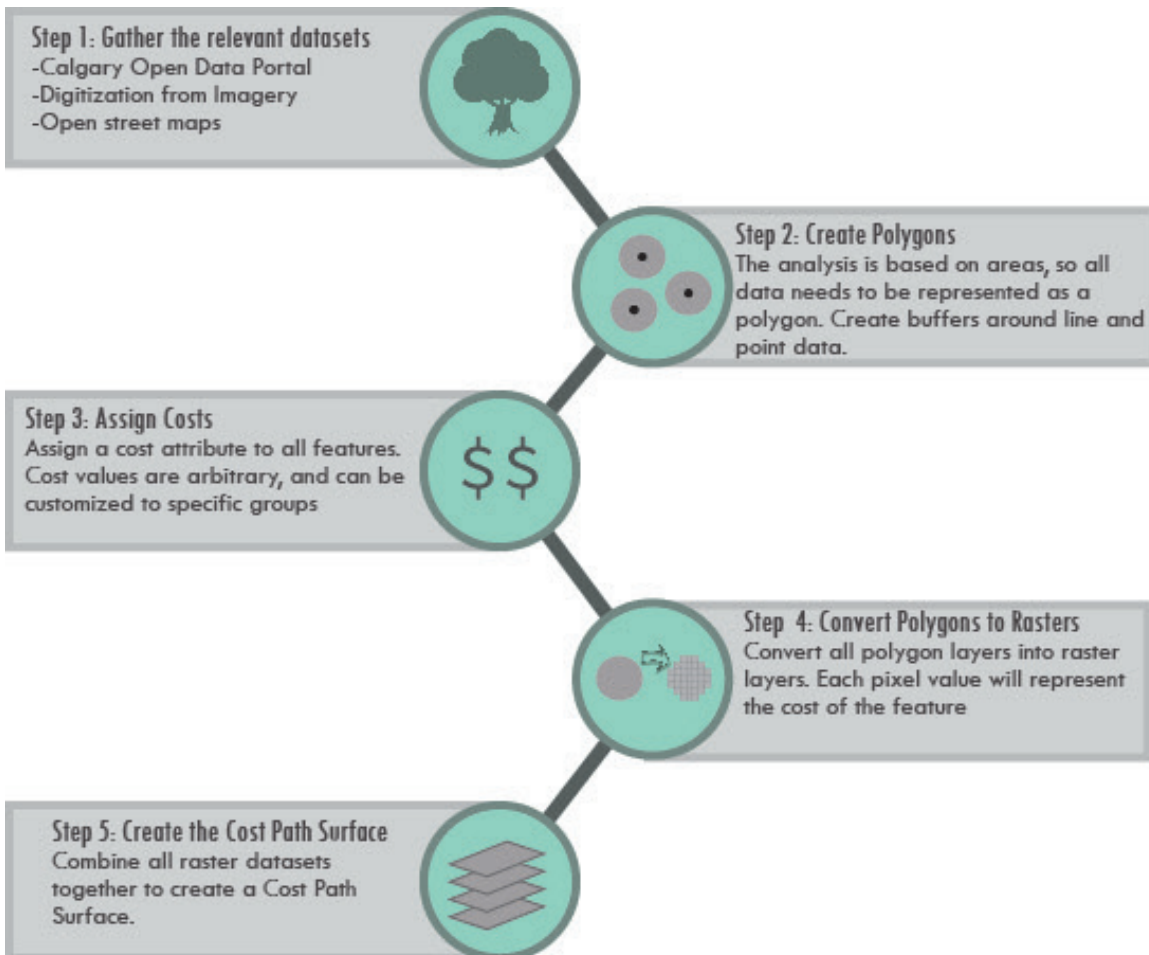 Step 1: Gather the relevant datasets
-Calgary Open Data Portal
-Digitization from Imagery
-Open street maps
Step 2: Create Polygons
The analysis is based on areas, so all
data needs to be represented as a
polygon. Create buffers around line and
point data.
Step 3: Assign Costs
Assign a cost attribute to all features.
Cost values are arbitrary, and can be
customized to specific groups
$$
Step 4: Convert Polygons to Rasters
Convert all polygon layers into raster
layers. Each pixel value will represent
the cost of the feature
Step 5: Create the Cost Path Surface
Combine all raster datasets
together to create a Cost Path
Surface.